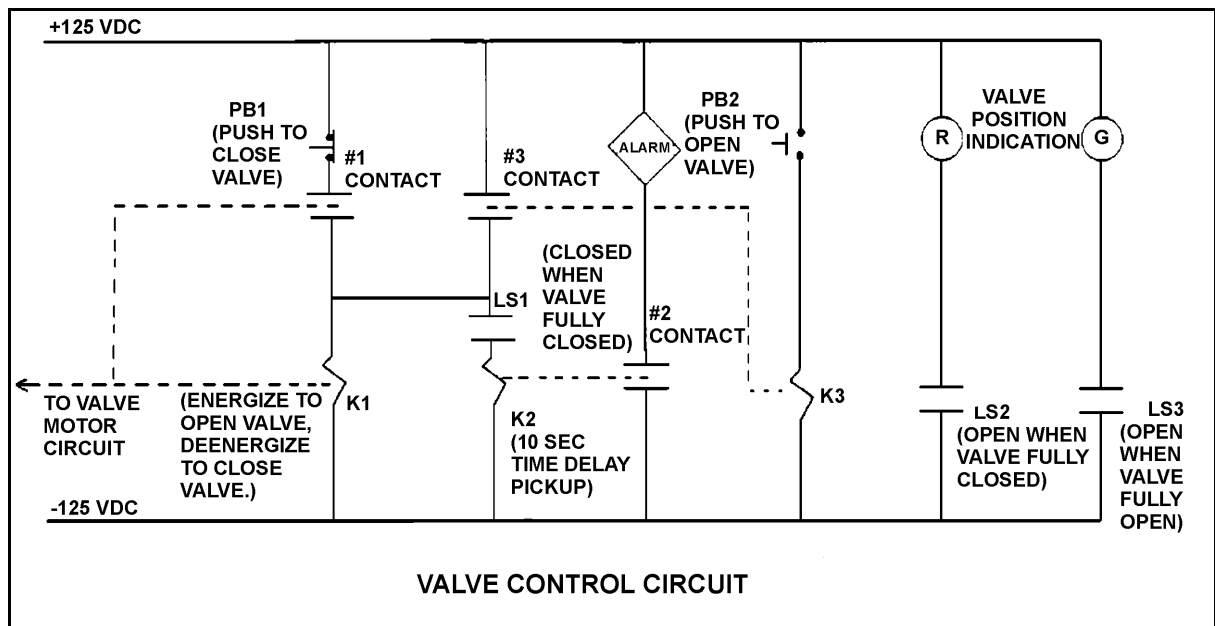 +125 VDC
PB1
(PUSH TO
CLOSE
VALVE)
#1
CONTACT
#3
CONTACT
ALARM
PB2
(PUSH TO
OPEN
VALVE)
VALVE
POSITION
INDICATION
R
G
(CLOSED
WHEN
VALVE
FULLY
CLOSED)
LS1
#2
CONTACT
TO VALVE
MOTOR
CIRCUIT
(ENERGIZE TO
OPEN VALVE,
DEENERGIZE
TO CLOSE
VALVE.)
K1
K2
(10 SEC
TIME DELAY
PICKUP)
K3
LS2
(OPEN WHEN
VALVE FULLY
CLOSED)
LS3
(OPEN
WHEN
VALVE
FULLY
OPEN)
-125 VDC
VALVE CONTROL CIRCUIT